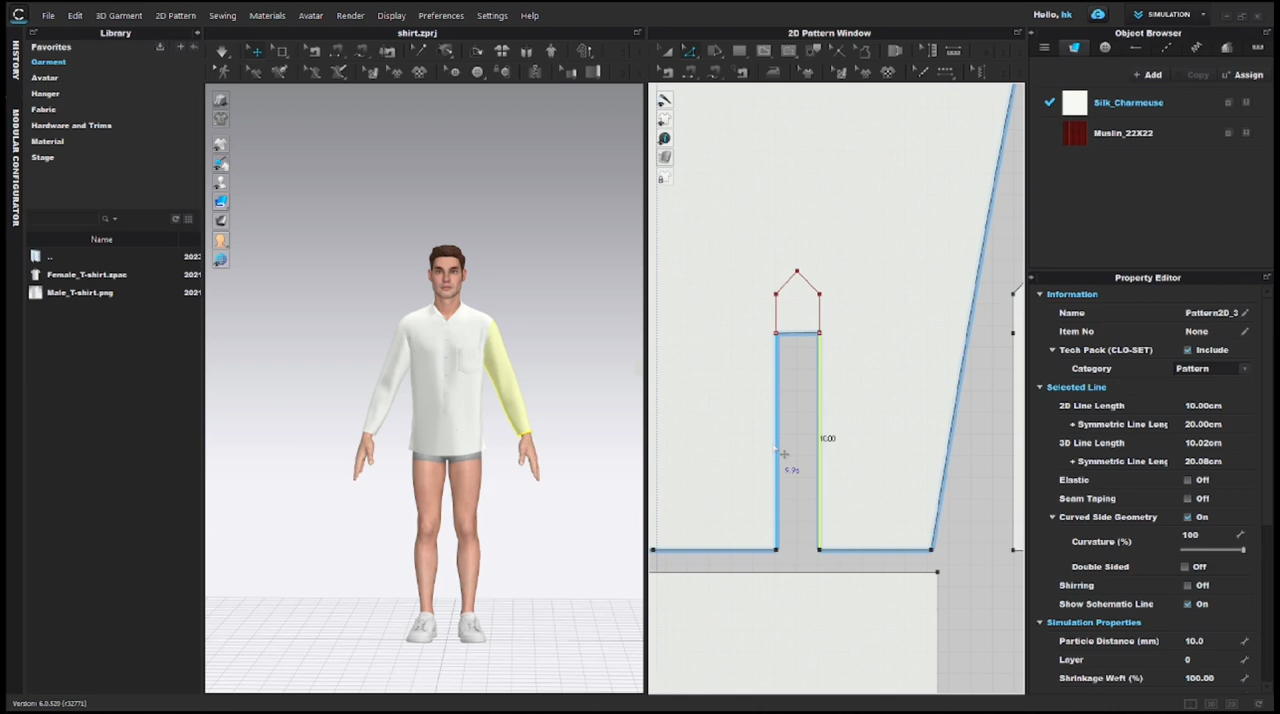 File Edit 3D Garment 2D Pattern Sewing Materials Avatar Render Display Preferences Settings Help Hello, hk SIMULATION
Library shirt.zprj 2D Pattern Window Object Browser
HISTORY
MODULAR CONFIGURATOR
Favorites
Garment
Avatar
Hanger
Fabric
Hardware and Trims
Material
Stage
Name
.. 202
Female_T-shirt.zpac 2021
Male_T-shirt.png 2021
10.00
+ Add Copy Assign
Silk_Charmeuse
Muslin_22X22
Property Editor
Information
Name Pattern2D_3
Item No None
Tech Pack (CLO-SET) Include
Category Pattern
Selected Line
2D Line Length 10.00cm
+ Symmetric Line Leng 20.00cm
3D Line Length 10.02cm
+ Symmetric Line Leng 20.08cm
Elastic Off
Seam Taping Off
Curved Side Geometry On
Curvature (%) 100
Double Sided Off
Shirring Off
Show Schematic Line On
Simulation Properties
Particle Distance (mm) 10.0
Layer 0
Shrinkage Weft (%) 100.00